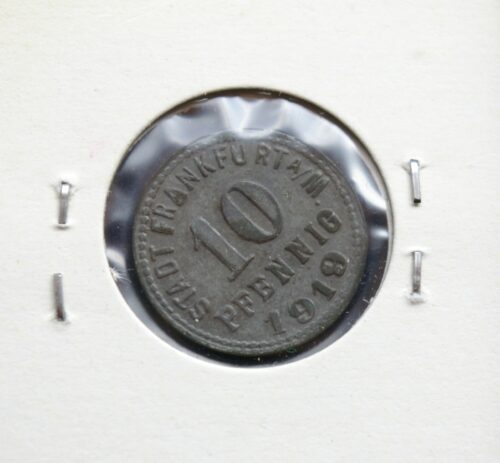 STADT FRANKFURT A/M.
10
PFENNIG
1919